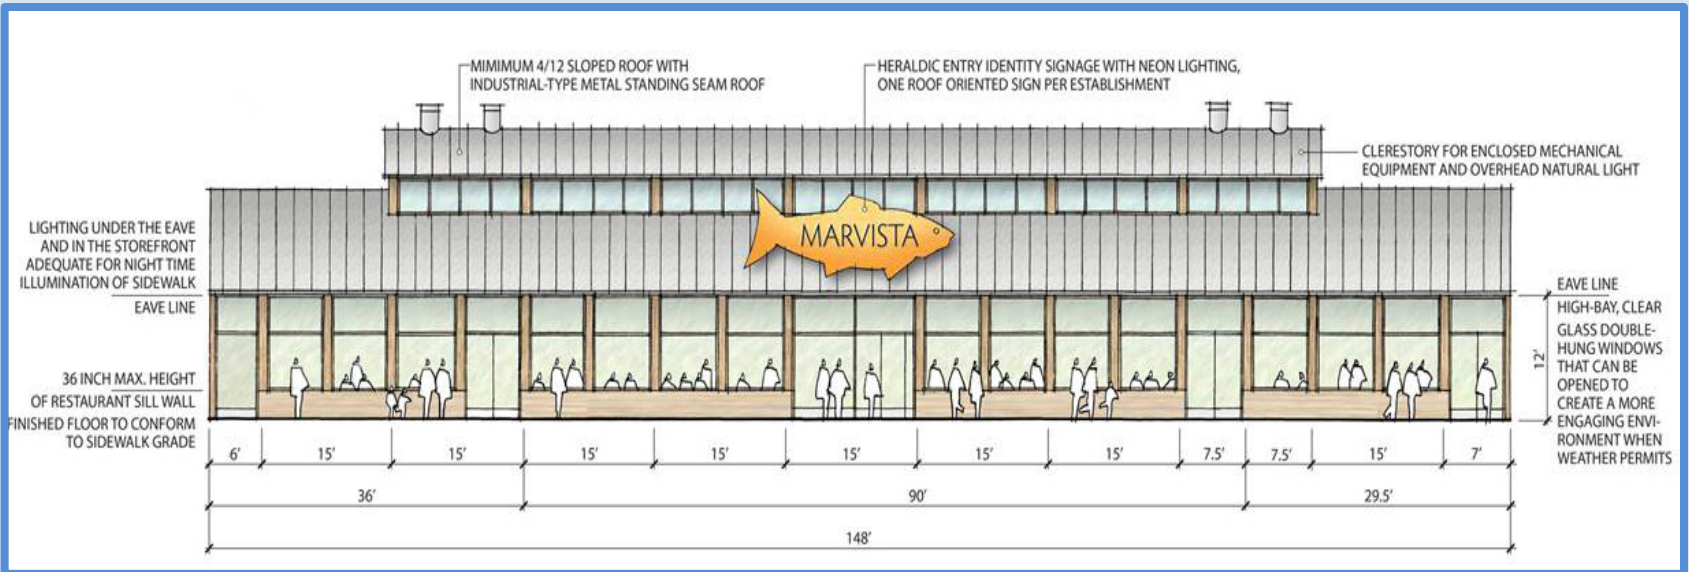 MIMIMUM 4/12 SLOPED ROOF WITH
INDUSTRIAL-TYPE METAL STANDING SEAM ROOF
HERALDIC ENTRY IDENTITY SIGNAGE WITH NEON LIGHTING,
ONE ROOF ORIENTED SIGN PER ESTABLISHMENT
CLERESTORY FOR ENCLOSED MECHANICAL
EQUIPMENT AND OVERHEAD NATURAL LIGHT
LIGHTING UNDER THE EAVE
AND IN THE STOREFRONT
ADEQUATE FOR NIGHT TIME
ILLUMINATION OF SIDEWALK
EAVE LINE
36 INCH MAX. HEIGHT
OF RESTAURANT SILL WALL
FINISHED FLOOR TO CONFORM
TO SIDEWALK GRADE
MARVISTA
EAVE LINE
HIGH-BAY, CLEAR
GLASS DOUBLE-
HUNG WINDOWS
THAT CAN BE
OPENED TO
CREATE A MORE
ENGAGING ENVI-
RONMENT WHEN
WEATHER PERMITS
12'
6' 15' 15' 15' 15' 15' 15' 15' 7.5' 7.5' 15' 7'
36' 90' 29.5'
148'